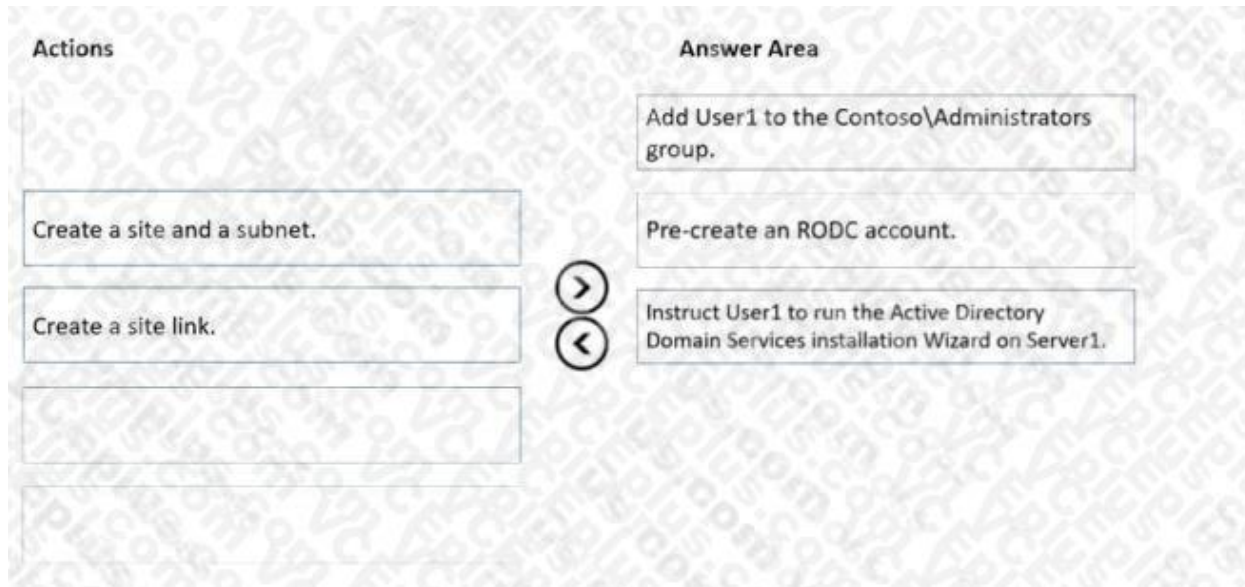 Actions
Answer Area
Add User1 to the Contoso\Administrators
group.
Create a site and a subnet.
Pre-create an RODC account.
Create a site link.
Instruct User1 to run the Active Directory
Domain Services installation Wizard on Server1.